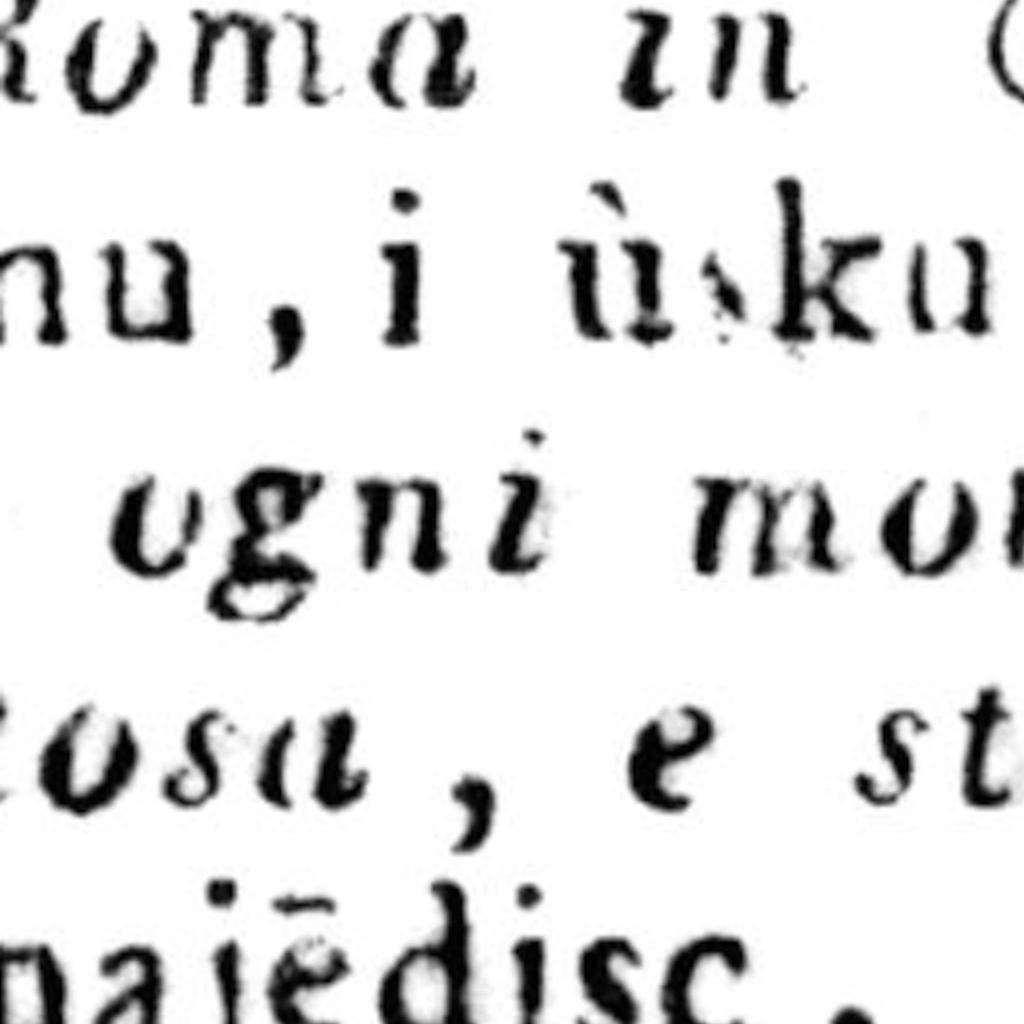 Roma in
nu, i ùsku
ogni mo
osa, e st
najēdisc.